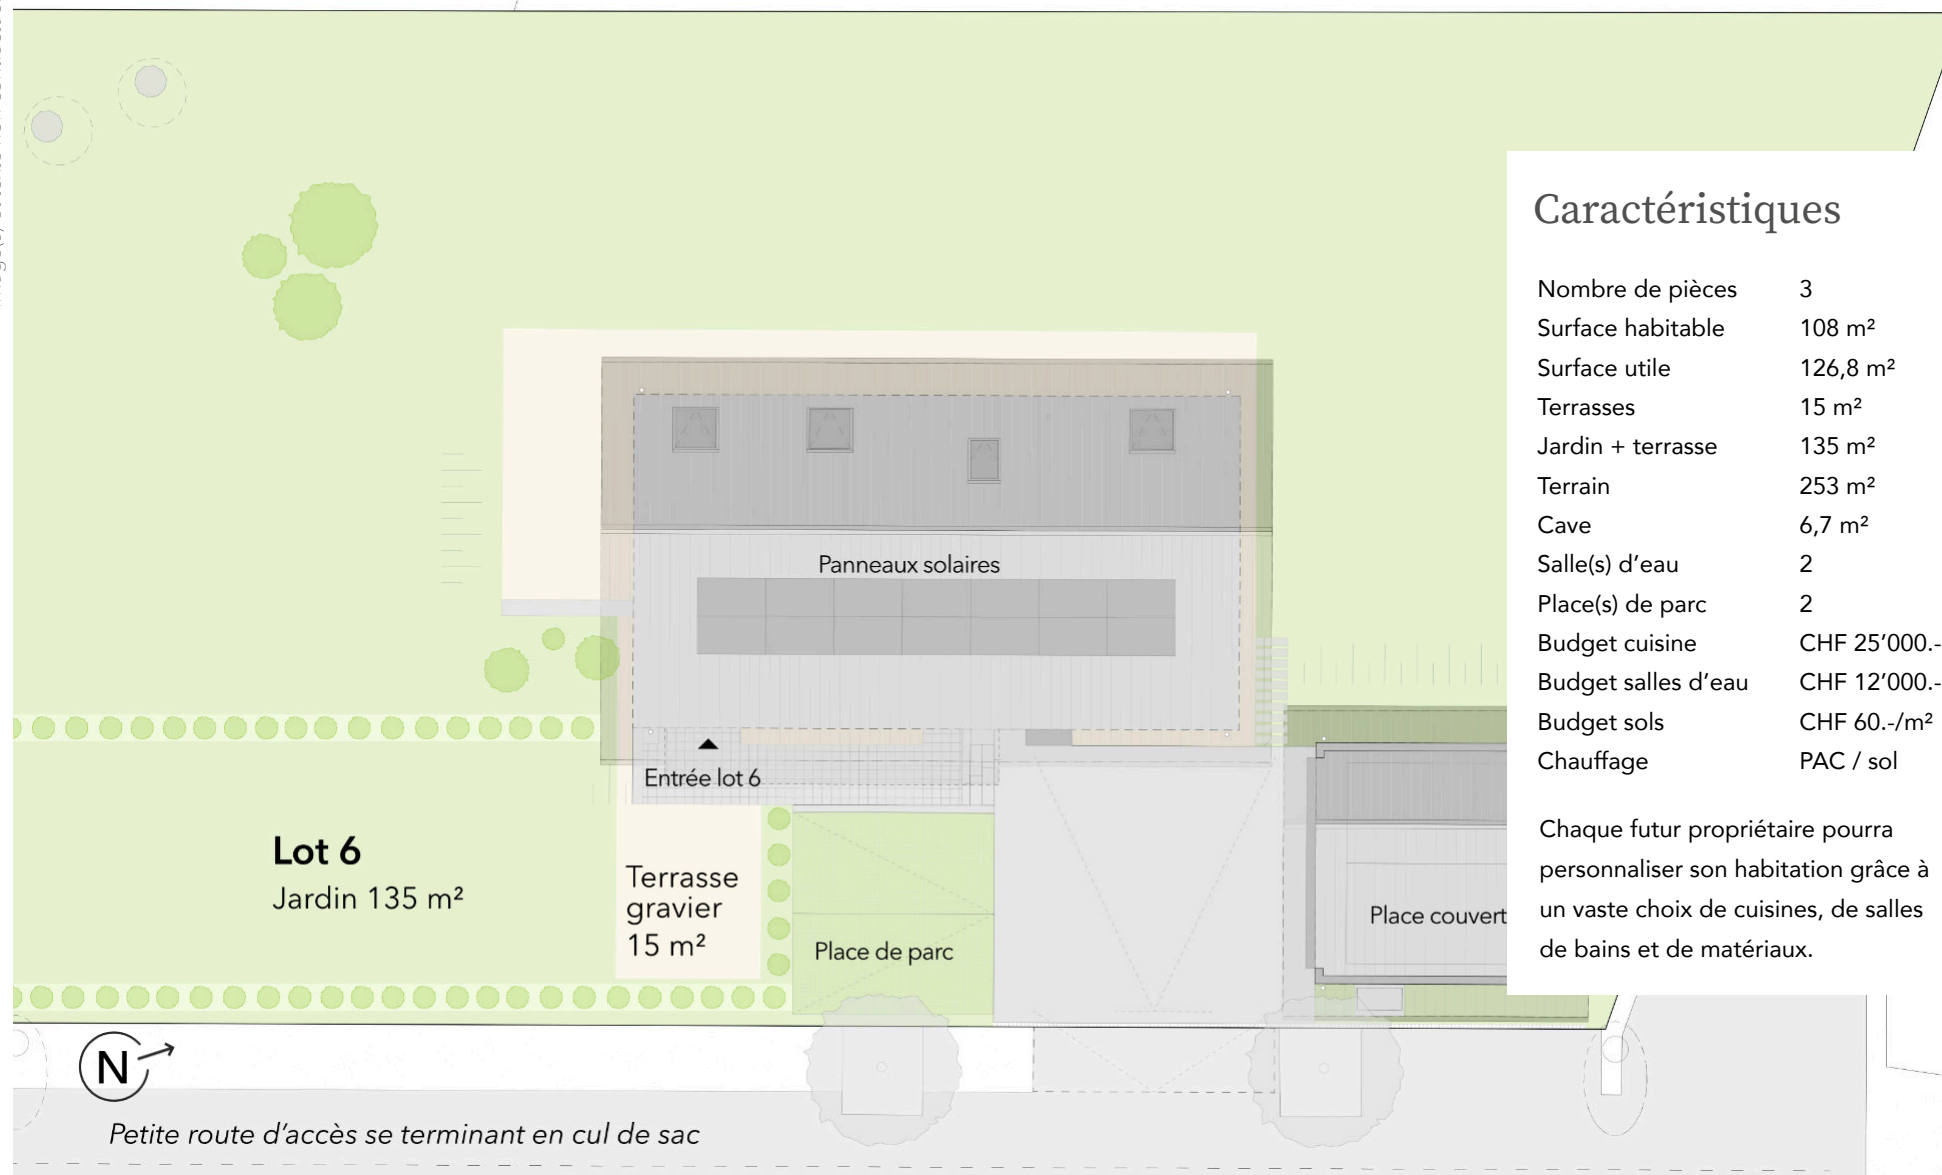 Caractéristiques
Nombre de pièces 3
Surface habitable 108 m²
Surface utile 126,8 m²
Terrasses 15 m²
Jardin + terrasse 135 m²
Terrain 253 m²
Cave 6,7 m²
Salle(s) d’eau 2
Place(s) de parc 2
Budget cuisine CHF 25’000.-
Budget salles d’eau CHF 12’000.-
Budget sols CHF 60.-/m²
Chauffage PAC / sol
Chaque futur propriétaire pourra
personnaliser son habitation grâce à
un vaste choix de cuisines, de salles
de bains et de matériaux.
Panneaux solaires
Entrée lot 6
Lot 6
Jardin 135 m²
Terrasse
gravier
15 m²
Place de parc
Place couvert
N
Petite route d’accès se terminant en cul de sac